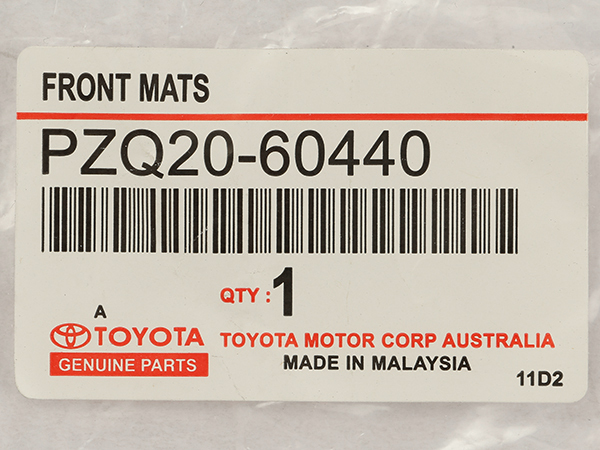 FRONT MATS
PZQ20-60440
QTY : 1
A
TOYOTA
GENUINE PARTS
TOYOTA MOTOR CORP AUSTRALIA
MADE IN MALAYSIA
11D2